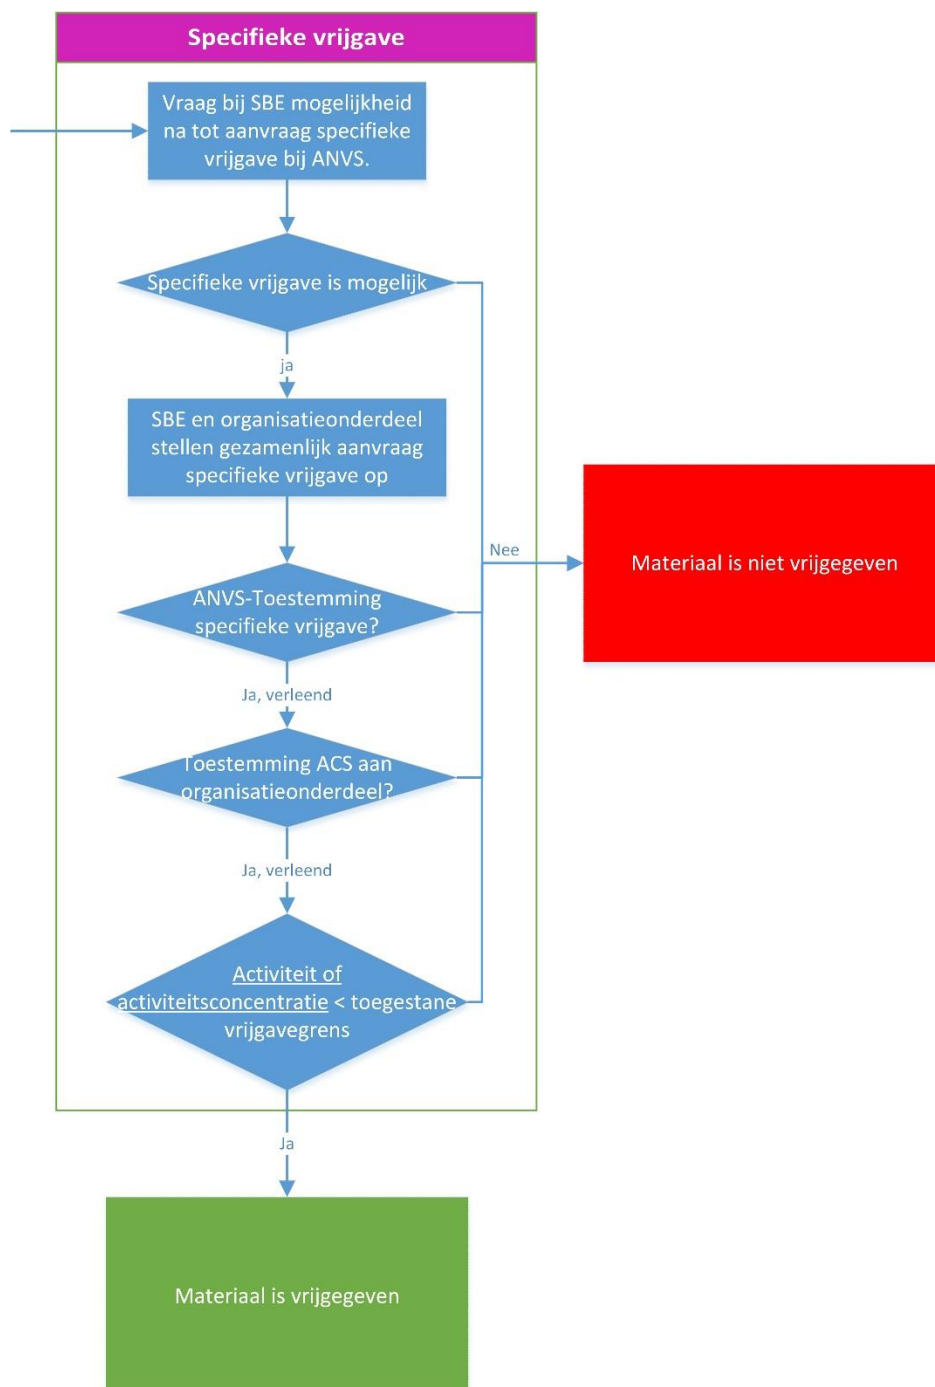 Specifieke vrijgave
Vraag bij SBE mogelijkheid
na tot aanvraag specifieke
vrijgave bij ANVS.
Specifieke vrijgave is mogelijk
ja
SBE en organisatieonderdeel
stellen gezamenlijk aanvraag
specifieke vrijgave op
Nee
Materiaal is niet vrijgegeven
ANVS-Toestemming
specifieke vrijgave?
Ja, verleend
Toestemming ACS aan
organisatieonderdeel?
Ja, verleend
Activiteit of
activiteitsconcentratie < toegestane
vrijgavegrens
Ja
Materiaal is vrijgegeven